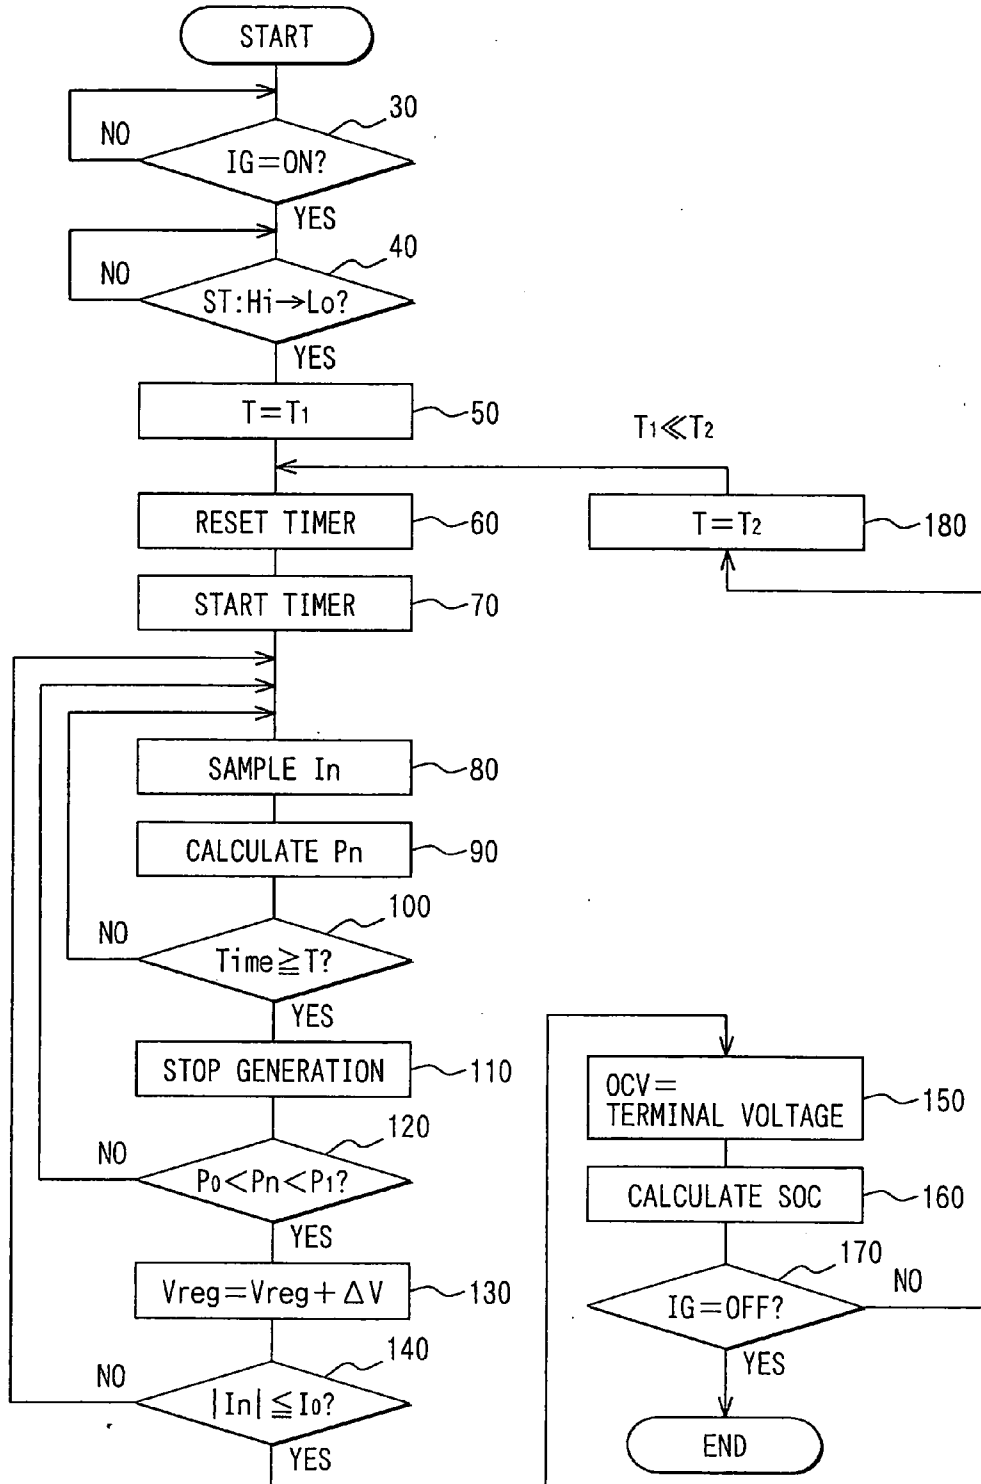 START
30
NO
IG=ON?
YES
40
NO
ST:Hi→Lo?
YES
T=T1
50
T1≪T2
RESET TIMER
60
T=T2
180
START TIMER
70
SAMPLE In
80
CALCULATE Pn
90
100
NO
Time≧T?
YES
STOP GENERATION
110
120
NO
P0<Pn<P1?
YES
Vreg=Vreg+ΔV
130
140
NO
|In|≦I0?
YES
OCV=
TERMINAL VOLTAGE
150
CALCULATE SOC
160
170
NO
IG=OFF?
YES
END